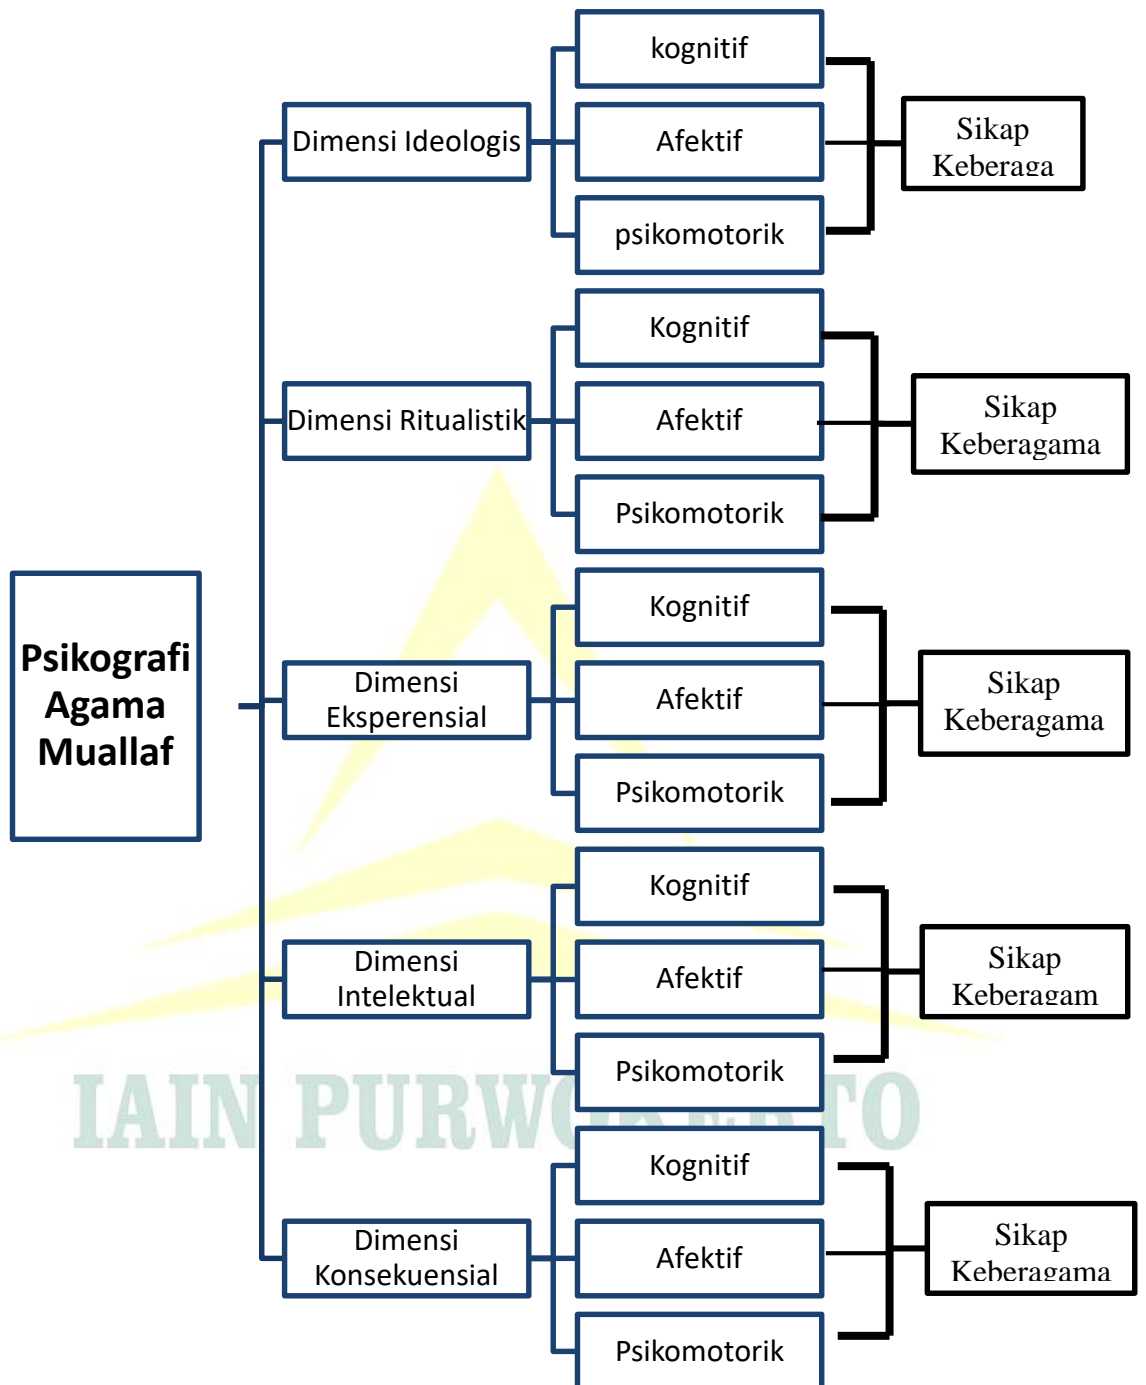 Psikografi
Agama
Muallaf
Dimensi Ideologis
kognitif
Afektif
psikomotorik
Sikap
Keberaga
Dimensi Ritualistik
Kognitif
Afektif
Psikomotorik
Sikap
Keberagama
Dimensi
Eksperensial
Kognitif
Afektif
Psikomotorik
Sikap
Keberagama
Dimensi
Intelektual
Kognitif
Afektif
Psikomotorik
Sikap
Keberagam
Dimensi
Konsekuensial
Kognitif
Afektif
Psikomotorik
Sikap
Keberagama
IAIN PURWOKERTO